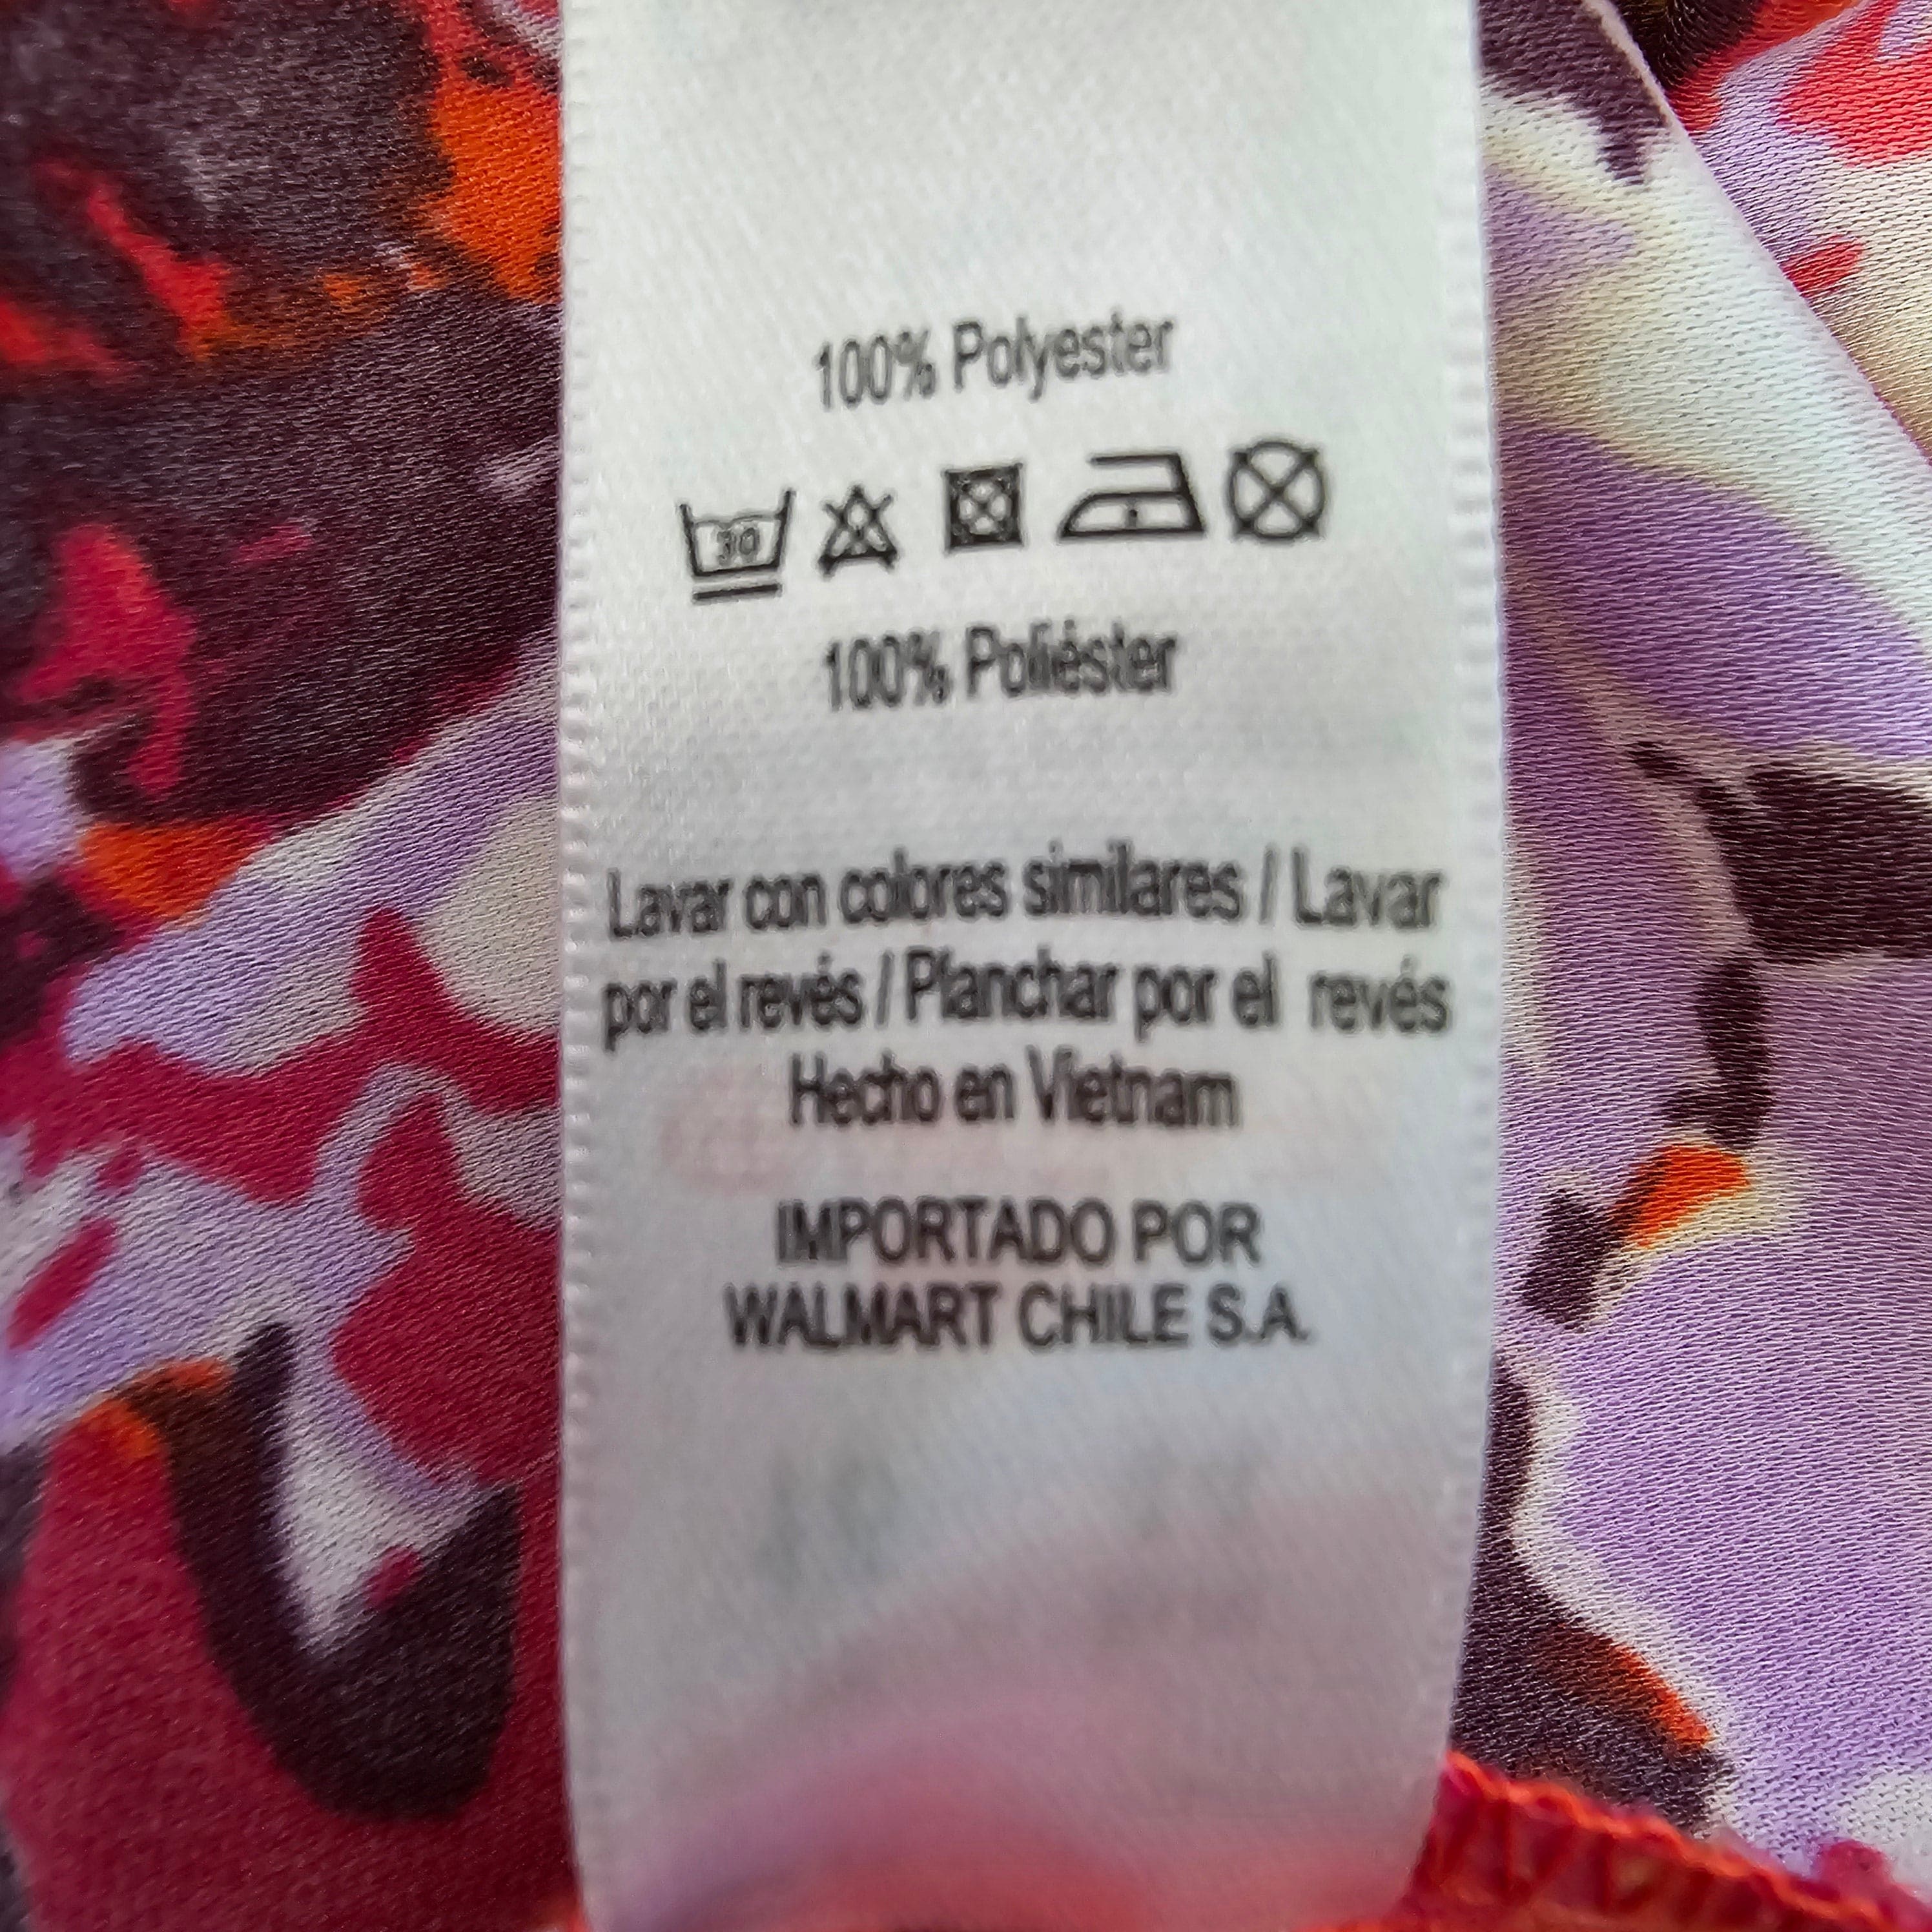 100% Polyester
30
100% Poliéster
Lavar con colores similares / Lavar
por el revés / Planchar por el revés
Hecho en Vietnam
IMPORTADO POR
WALMART CHILE S.A.